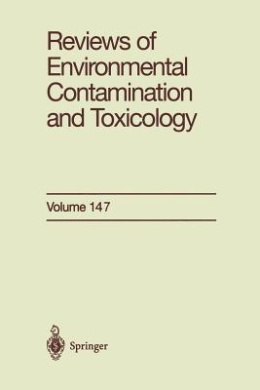 Reviews of
Environmental
Contamination
and Toxicology
Volume 147
Springer